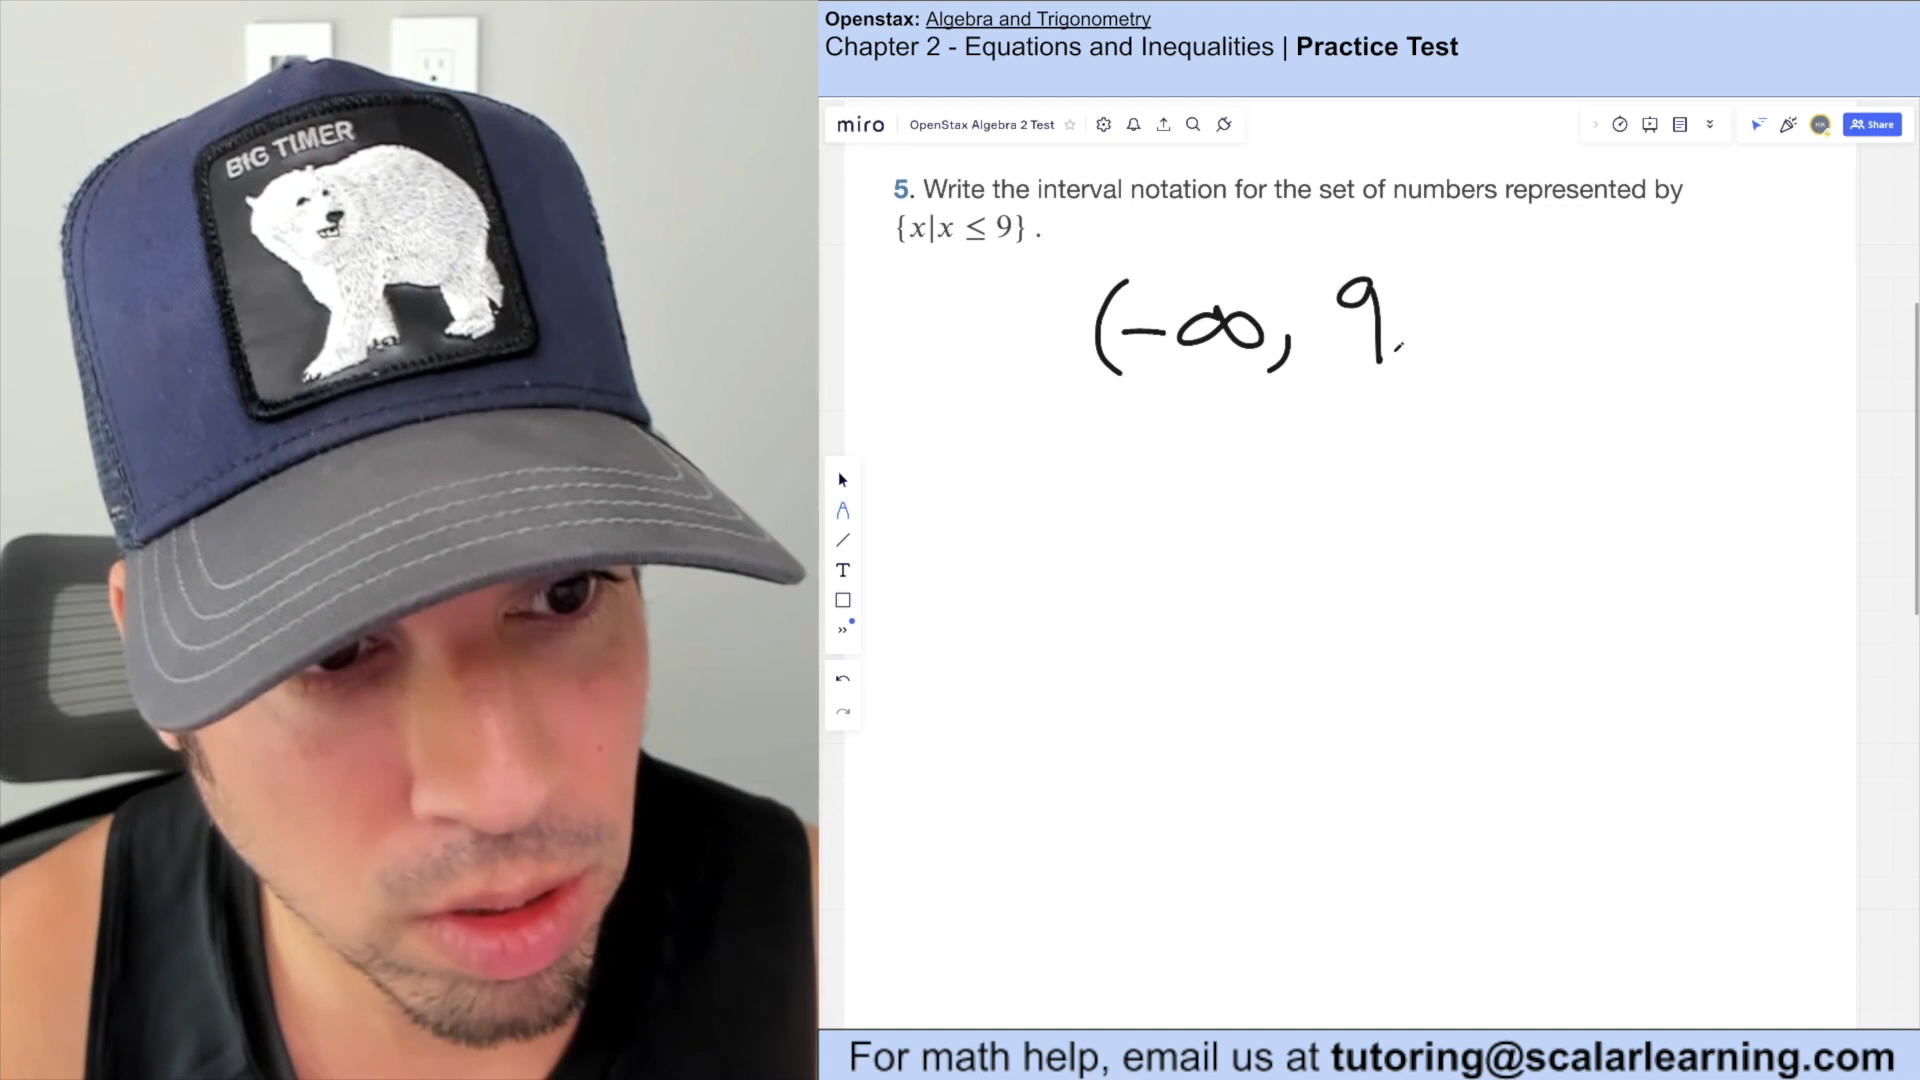 BIG TIMER
Openstax: Algebra and Trigonometry
Chapter 2 - Equations and Inequalities | Practice Test
miro OpenStax Algebra 2 Test Share
5. Write the interval notation for the set of numbers represented by
{x|x ≤ 9} .
(-∞, 9
For math help, email us at tutoring@scalarlearning.com